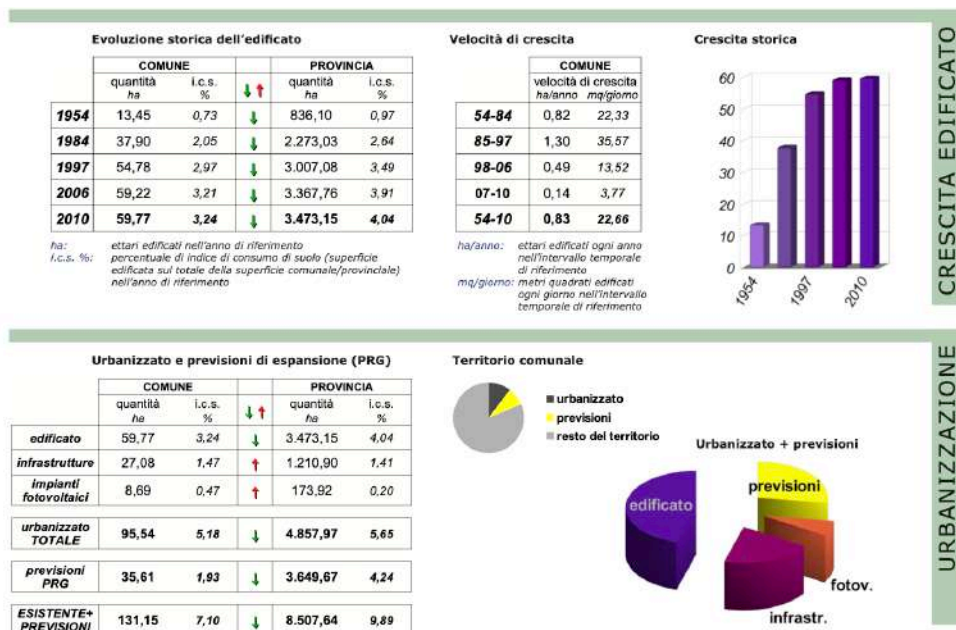 Evoluzione storica dell'edificato
COMUNE PROVINCIA
quantità ha i.c.s. % quantità ha i.c.s. %
1954 13,45 0,73 836,10 0,97
1984 37,90 2,05 2.273,03 2,64
1997 54,78 2,97 3.007,08 3,49
2006 59,22 3,21 3.367,76 3,91
2010 59,77 3,24 3.473,15 4,04
ha: ettari edificati nell'anno di riferimento
i.c.s. %: percentuale di indice di consumo di suolo (superficie
edificata sul totale della superficie comunale/provinciale)
nell'anno di riferimento
Velocità di crescita
COMUNE
velocità di crescita
ha/anno mq/giorno
54-84 0,82 22,33
85-97 1,30 35,57
98-06 0,49 13,52
07-10 0,14 3,77
54-10 0,83 22,66
ha/anno: ettari edificati ogni anno
nell'intervallo temporale
di riferimento
mq/giorno: metri quadrati edificati
ogni giorno nell'intervallo
temporale di riferimento
Crescita storica
60
50
40
30
20
10
0
1954 1997 2010
CRESCITA EDIFICATO
Urbanizzato e previsioni di espansione (PRG)
COMUNE PROVINCIA
quantità ha i.c.s. % quantità ha i.c.s. %
edificato 59,77 3,24 3.473,15 4,04
infrastrutture 27,08 1,47 1.210,90 1,41
impianti fotovoltaici 8,69 0,47 173,92 0,20
urbanizzato TOTALE 95,54 5,18 4.857,97 5,65
previsioni PRG 35,61 1,93 3.649,67 4,24
ESISTENTE+ PREVISIONI 131,15 7,10 8.507,64 9,89
Territorio comunale
urbanizzato
previsioni
resto del territorio
Urbanizzato + previsioni
edificato
previsioni
fotov.
infrastr.
URBANIZZAZIONE